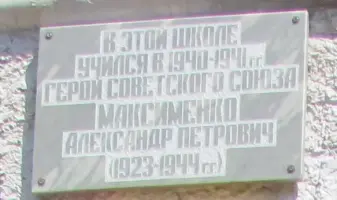 В ЭТОЙ ШКОЛЕ
УЧИЛСЯ В 1940-1941 гг.
ГЕРОЙ СОВЕТСКОГО СОЮЗА
МАКСИМЕНКО
АЛЕКСАНДР ПЕТРОВИЧ
(1923-1944 гг.)